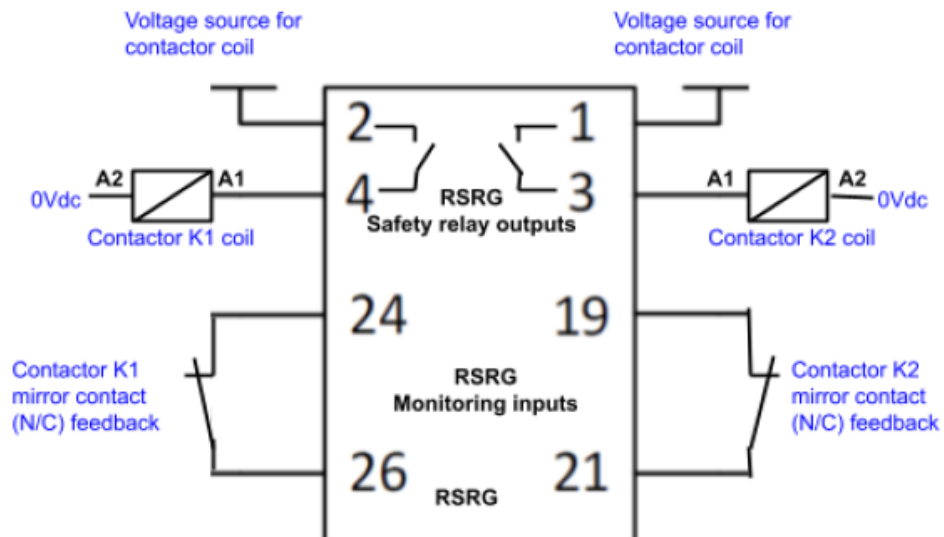 Voltage source for
contactor coil
Voltage source for
contactor coil
2
1
A2
A1
0Vdc
4
3
A1
A2
0Vdc
RSRG
Safety relay outputs
Contactor K1 coil
Contactor K2 coil
24
19
Contactor K1
mirror contact
(N/C) feedback
RSRG
Monitoring inputs
Contactor K2
mirror contact
(N/C) feedback
26
21
RSRG